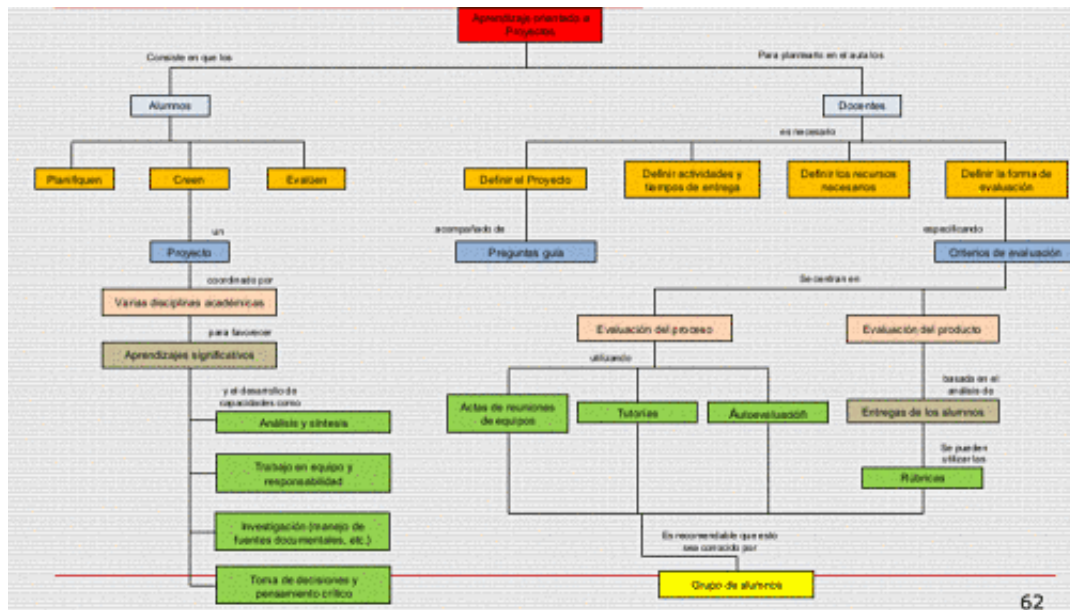 Aprendizaje orientado a
Proyectos
Consiste en que los
Para plantearlo en el aula los
Alumnos
Docentes
es necesario
Planifiquen
Creen
Evalúen
Definir el Proyecto
Definir actividades y
tiempos de entrega
Definir los recursos
necesarios
Definir la forma de
evaluación
un
acompañado de
especificando
Proyecto
Preguntas guía
Criterios de evaluación
coordinado por
Se centran en
Varias disciplinas académicas
para favorecer
Evaluación del proceso
Evaluación del producto
Aprendizajes significativos
utilizando
basada en el
análisis de
y el desarrollo de
capacidades como
Actas de reuniones
de equipos
Tutorías
Autoevaluación
Entregas de los alumnos
Análisis y síntesis
Se pueden
utilizar las
Rúbricas
Trabajo en equipo y
responsabilidad
Investigación (manejo de
fuentes documentales, etc.)
Es recomendable que esto
sea conocido por
Toma de decisiones y
pensamiento crítico
Grupo de alumnos
62